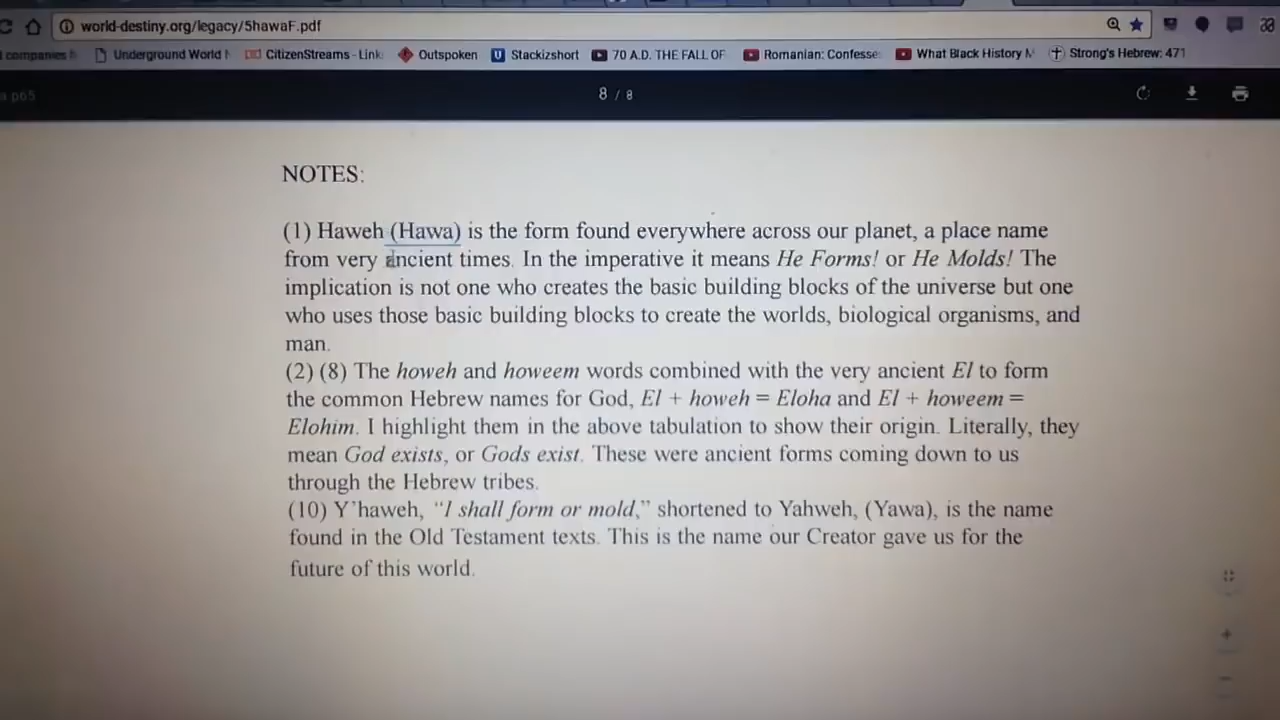 world-destiny.org/legacy/5hawaF.pdf
companies
Underground World
CitizenStreams - Link
Outspoken
Stackizshort
70 A.D. THE FALL OF
Romanian: Confesse
What Black History M
Strong's Hebrew: 471
p65
8 / 8
NOTES:
(1) Haweh (Hawa) is the form found everywhere across our planet, a place name
from very ancient times. In the imperative it means He Forms! or He Molds! The
implication is not one who creates the basic building blocks of the universe but one
who uses those basic building blocks to create the worlds, biological organisms, and
man.
(2) (8) The howeh and howeem words combined with the very ancient El to form
the common Hebrew names for God, El + howeh = Eloha and El + howeem =
Elohim. I highlight them in the above tabulation to show their origin. Literally, they
mean God exists, or Gods exist. These were ancient forms coming down to us
through the Hebrew tribes.
(10) Y'haweh, "I shall form or mold," shortened to Yahweh, (Yawa), is the name
found in the Old Testament texts. This is the name our Creator gave us for the
future of this world.